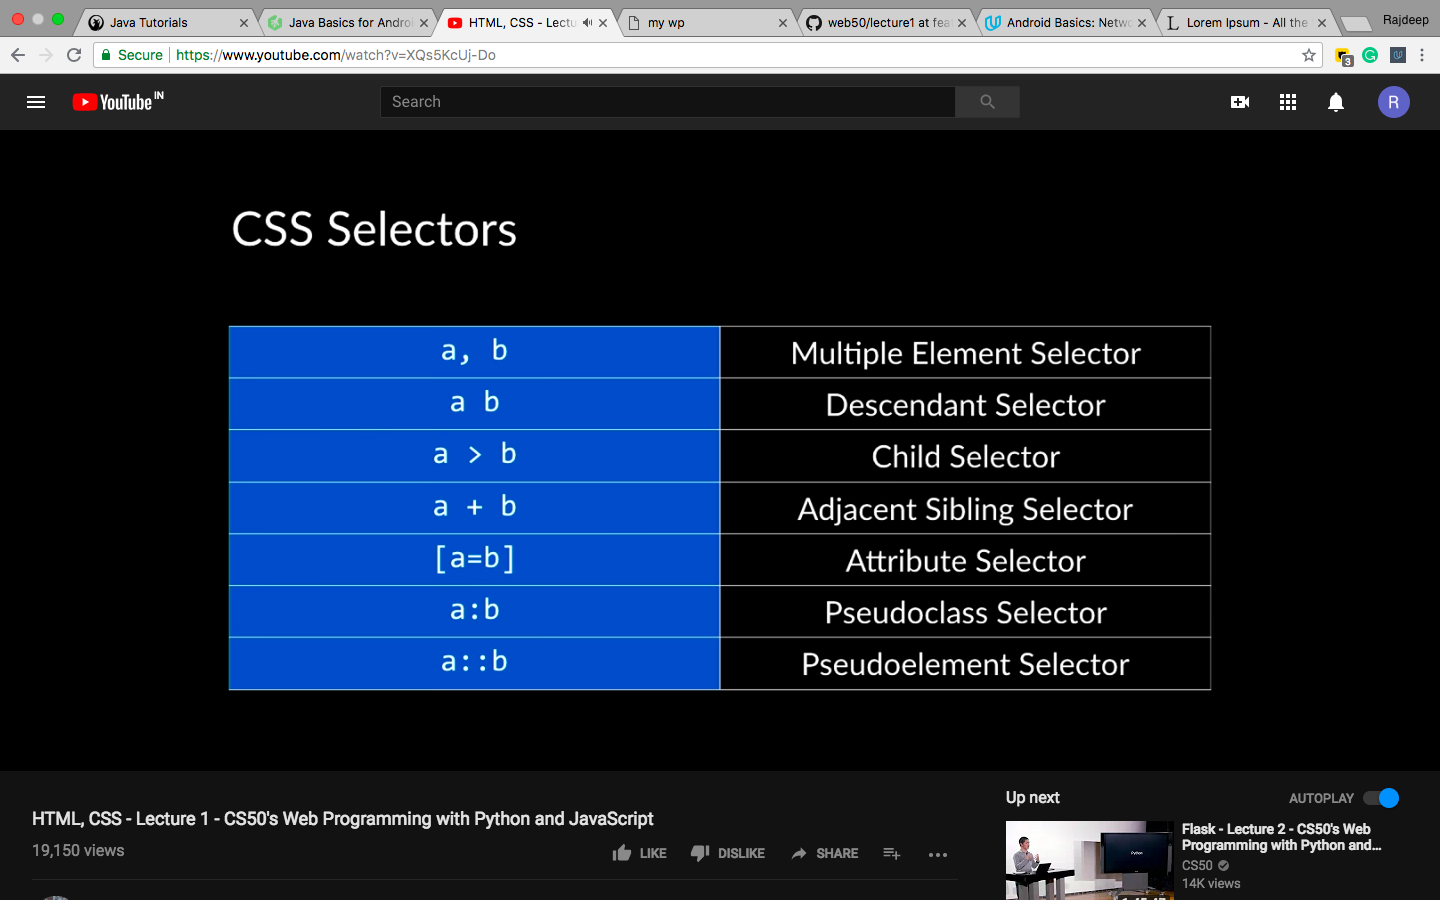 Java Tutorials
Java Basics for Androi
HTML, CSS - Lectu
my wp
web50/lecture1 at fea
Android Basics: Netwo
Lorem Ipsum - All the
Rajdeep
Secure
https://www.youtube.com/watch?v=XQs5KcUj-Do
3
YouTube IN
Search
R
CSS Selectors
a, b Multiple Element Selector
a b Descendant Selector
a > b Child Selector
a + b Adjacent Sibling Selector
[a=b] Attribute Selector
a:b Pseudoclass Selector
a::b Pseudoelement Selector
HTML, CSS - Lecture 1 - CS50's Web Programming with Python and JavaScript
19,150 views
LIKE DISLIKE SHARE
Up next
AUTOPLAY
Python
Flask - Lecture 2 - CS50's Web
Programming with Python and...
CS50
14K views